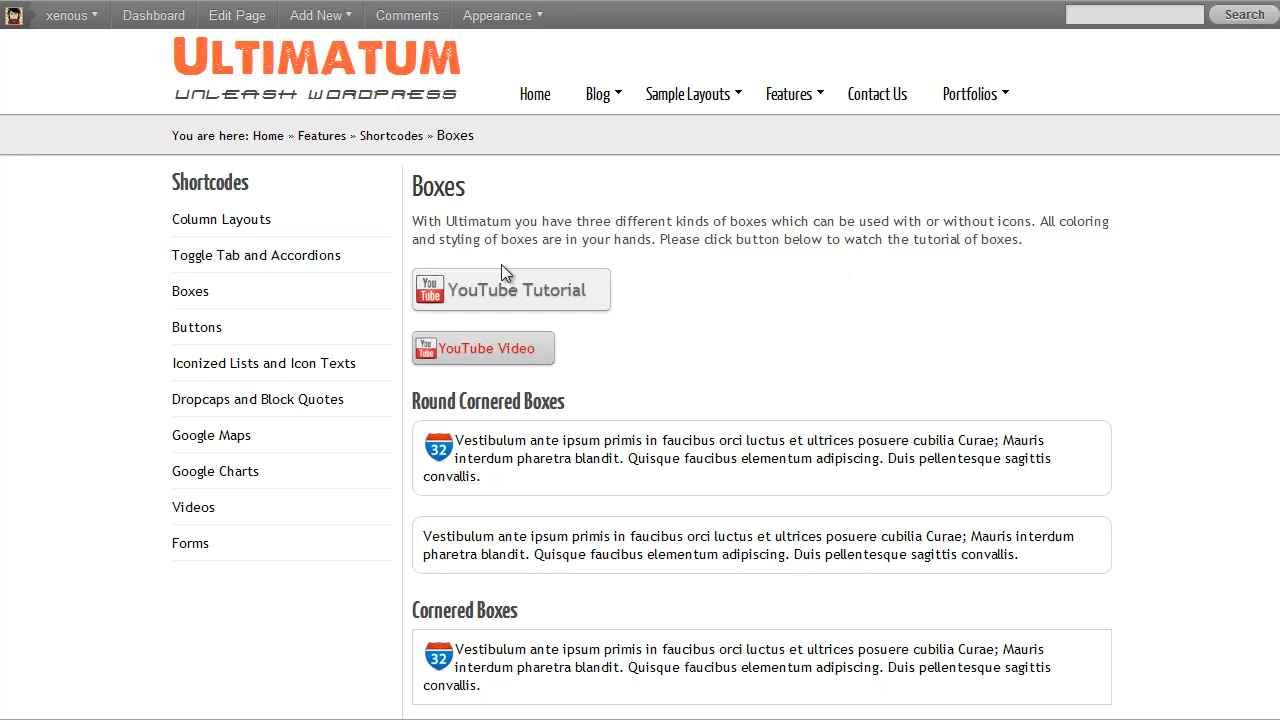 xenous Dashboard Edit Page Add New Comments Appearance Search
ULTIMATUM
UNLEASH WORDPRESS
Home Blog Sample Layouts Features Contact Us Portfolios
You are here: Home » Features » Shortcodes » Boxes
Shortcodes
Column Layouts
Toggle Tab and Accordions
Boxes
Buttons
Iconized Lists and Icon Texts
Dropcaps and Block Quotes
Google Maps
Google Charts
Videos
Forms
Boxes
With Ultimatum you have three different kinds of boxes which can be used with or without icons. All coloring
and styling of boxes are in your hands. Please click button below to watch the tutorial of boxes.
You
Tube
YouTube Tutorial
You
Tube
YouTube Video
Round Cornered Boxes
32
Vestibulum ante ipsum primis in faucibus orci luctus et ultrices posuere cubilia Curae; Mauris
interdum pharetra blandit. Quisque faucibus elementum adipiscing. Duis pellentesque sagittis
convallis.
Vestibulum ante ipsum primis in faucibus orci luctus et ultrices posuere cubilia Curae; Mauris interdum
pharetra blandit. Quisque faucibus elementum adipiscing. Duis pellentesque sagittis convallis.
Cornered Boxes
32
Vestibulum ante ipsum primis in faucibus orci luctus et ultrices posuere cubilia Curae; Mauris
interdum pharetra blandit. Quisque faucibus elementum adipiscing. Duis pellentesque sagittis
convallis.